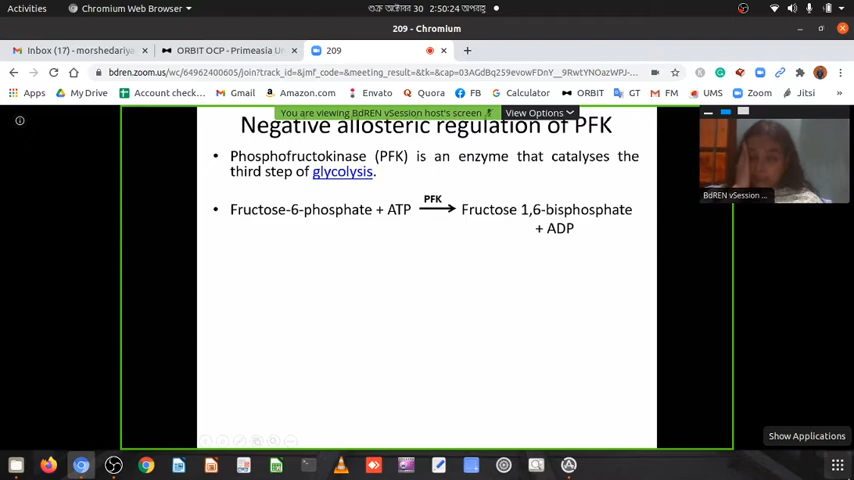 Activities
Chromium Web Browser
শুক্র অক্টোবর 30 2:50:24 অপরাহ্ণ
209 - Chromium
Inbox (17) - morshedariya
ORBIT OCP - Primeasia Un
209
bdren.zoom.us/wc/64962400605/join?track_id=&jmf_code=&meeting_result=&tk=&cap=
Apps
My Drive
Account check...
Gmail
Amazon.com
Envato
Quora
FB
Calculator
ORBIT
GT
FM
UMS
Zoom
Jitsi
You are viewing BdREN vSession host's screen
View Options
Negative allosteric regulation of PFK
• Phosphofructokinase (PFK) is an enzyme that catalyses the
third step of glycolysis.
PFK
• Fructose-6-phosphate + ATP → Fructose 1,6-bisphosphate
+ ADP
BdREN vSession ...
Show Applications